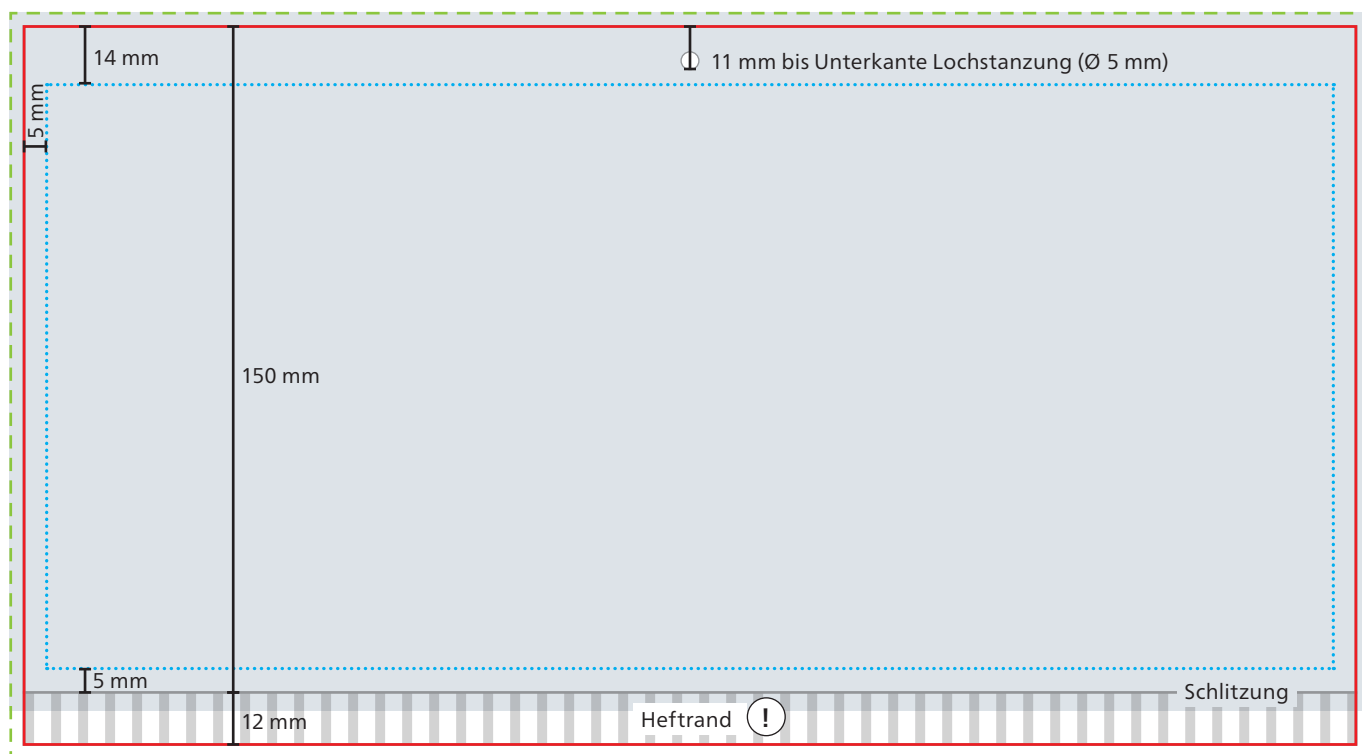 14 mm
11 mm bis Unterkante Lochstanzung (Ø 5 mm)
5 mm
150 mm
5 mm
Schlitzung
12 mm
Heftrand !